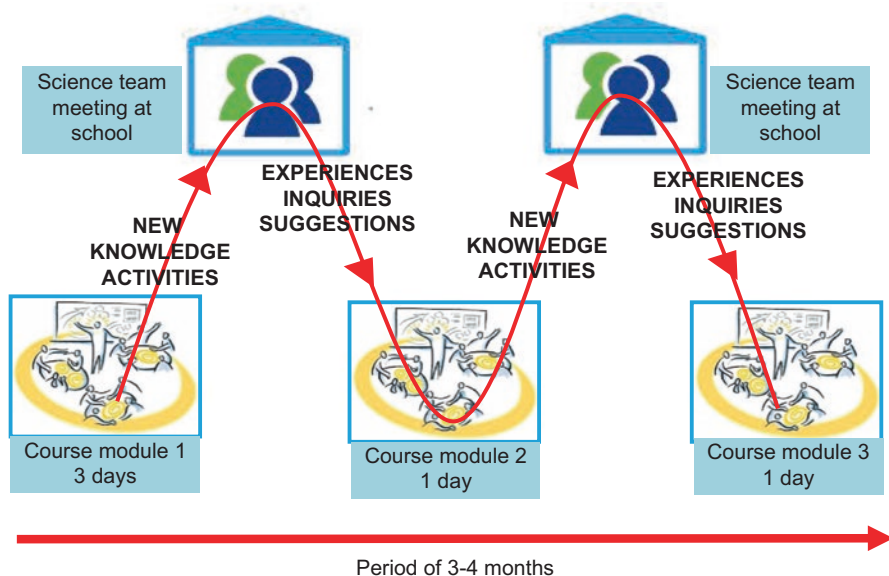 Science team
meeting at
school
Science team
meeting at
school
EXPERIENCES
INQUIRIES
SUGGESTIONS
EXPERIENCES
INQUIRIES
SUGGESTIONS
NEW
KNOWLEDGE
ACTIVITIES
NEW
KNOWLEDGE
ACTIVITIES
Course module 1
3 days
Course module 2
1 day
Course module 3
1 day
Period of 3-4 months